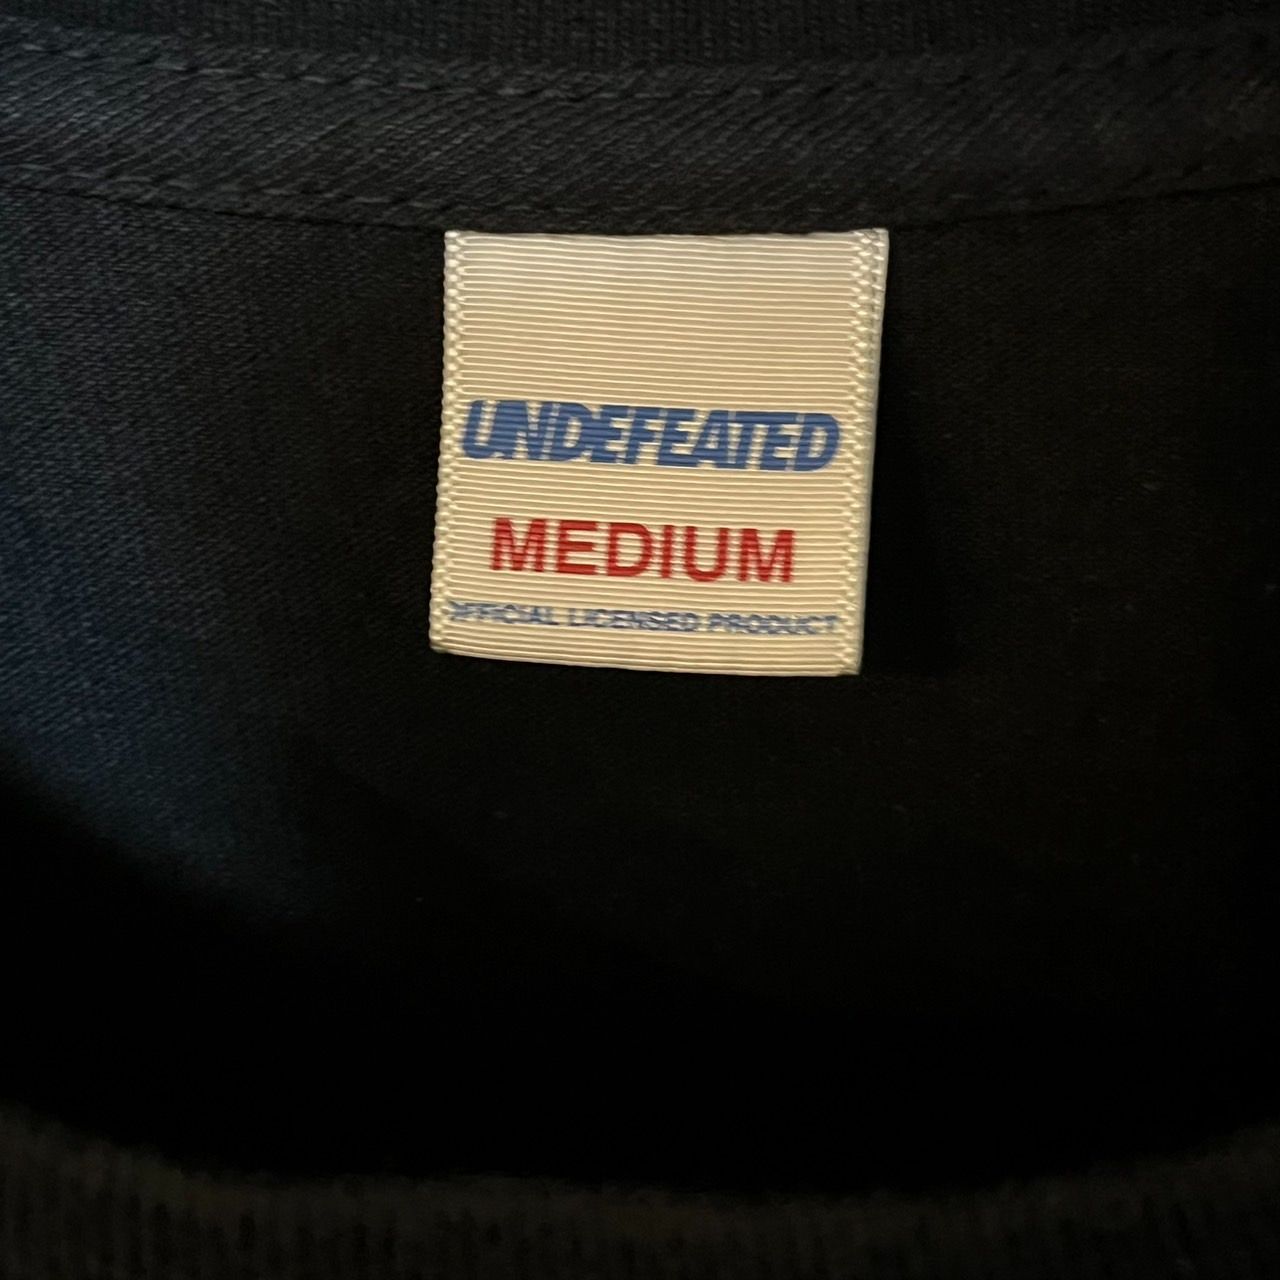 UNDEFEATED
MEDIUM
OFFICIAL LICENSED PRODUCT